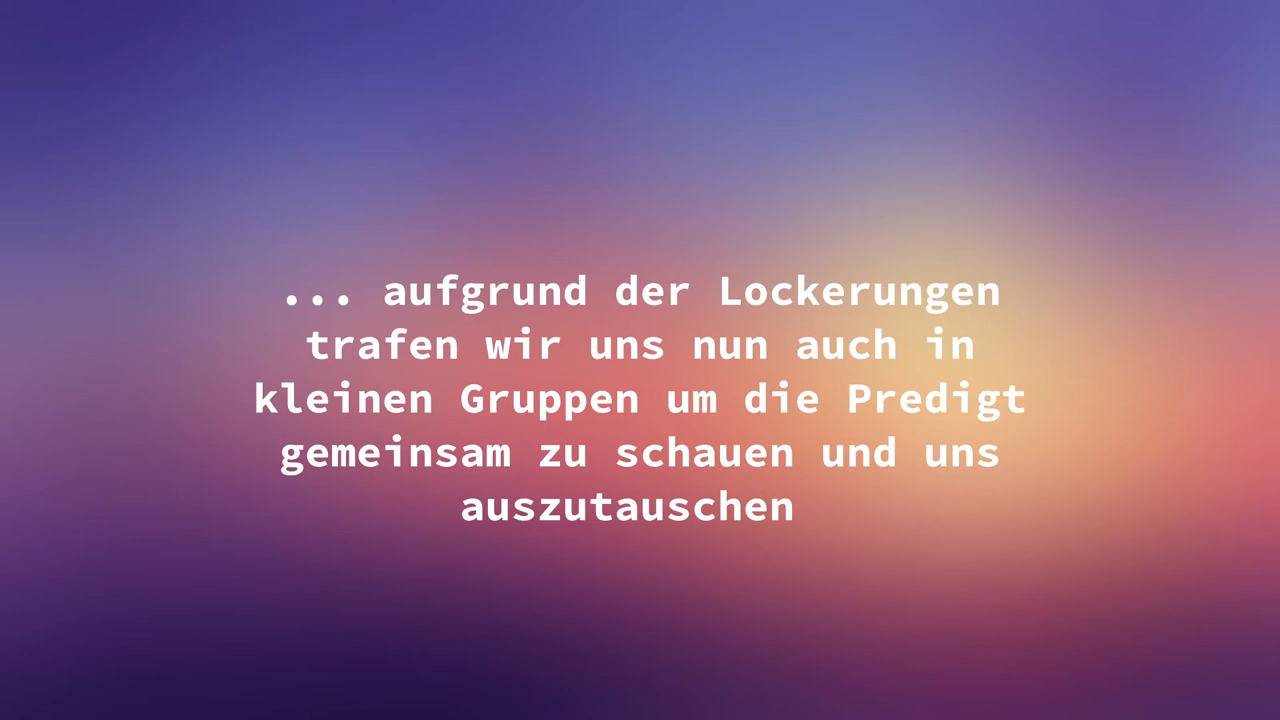 ... aufgrund der Lockerungen
trafen wir uns nun auch in
kleinen Gruppen um die Predigt
gemeinsam zu schauen und uns
auszutauschen